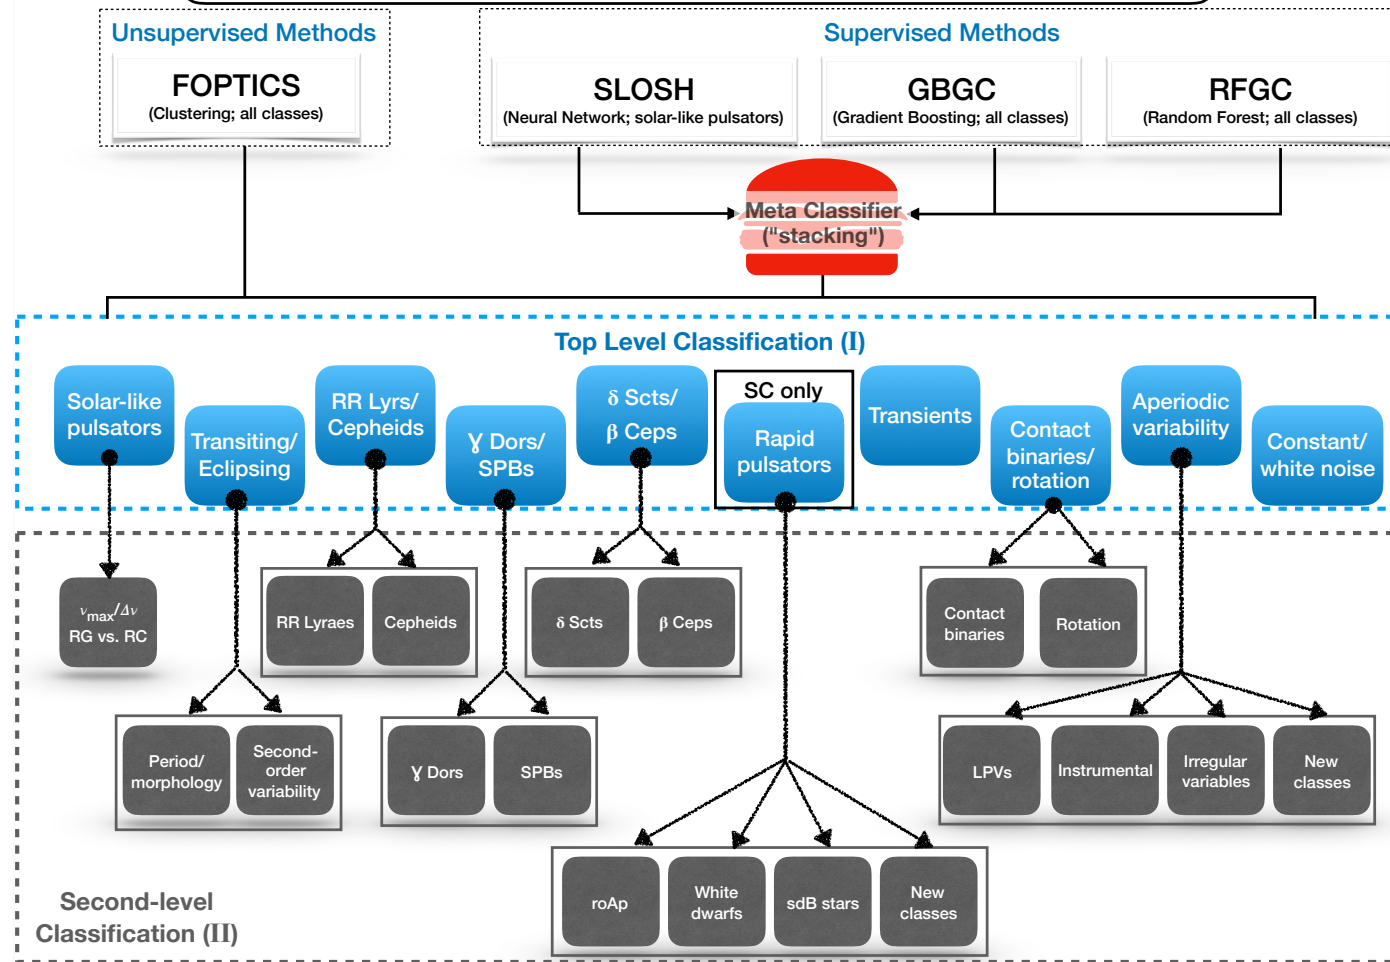 Unsupervised Methods
Supervised Methods
FOPTICS
(Clustering; all classes)
SLOSH
(Neural Network; solar-like pulsators)
GBGC
(Gradient Boosting; all classes)
RFGC
(Random Forest; all classes)
Meta Classifier
("stacking")
Top Level Classification (I)
Solar-like
pulsators
Transiting/
Eclipsing
RR Lyrs/
Cepheids
Ɣ Dors/
SPBs
δ Scts/
β Ceps
SC only
Rapid
pulsators
Transients
Contact
binaries/
rotation
Aperiodic
variability
Constant/
white noise
νmax/Δν
RG vs. RC
RR Lyraes
Cepheids
δ Scts
β Ceps
Contact
binaries
Rotation
Period/
morphology
Second-
order
variability
Ɣ Dors
SPBs
LPVs
Instrumental
Irregular
variables
New
classes
roAp
White
dwarfs
sdB stars
New
classes
Second-level
Classification (II)